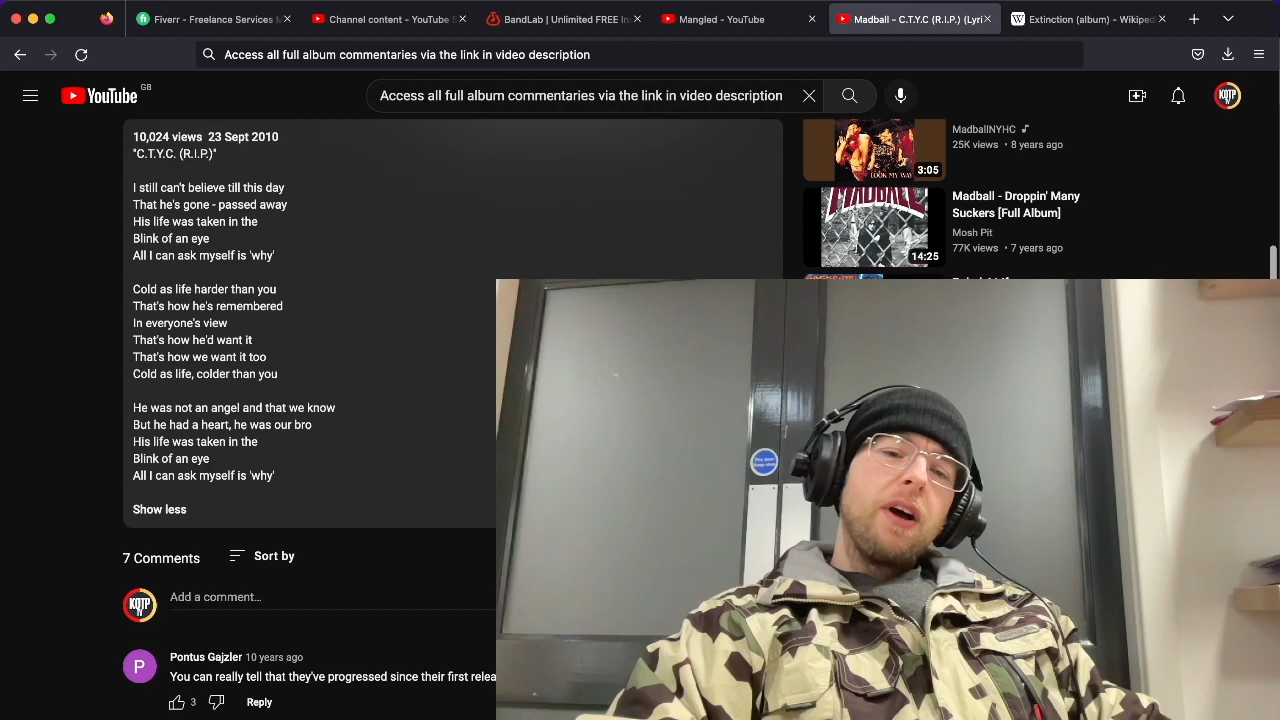 Fiverr - Freelance Services M
Channel content - YouTube S
BandLab | Unlimited FREE In
Mangled - YouTube
Madball - C.T.Y.C (R.I.P.) (Lyri
Extinction (album) - Wikiped
Access all full album commentaries via the link in video description
YouTube GB
Access all full album commentaries via the link in video description
KQTP
10,024 views 23 Sept 2010
"C.T.Y.C. (R.I.P.)"
I still can't believe till this day
That he's gone - passed away
His life was taken in the
Blink of an eye
All I can ask myself is 'why'
Cold as life harder than you
That's how he's remembered
In everyone's view
That's how he'd want it
That's how we want it too
Cold as life, colder than you
He was not an angel and that we know
But he had a heart, he was our bro
His life was taken in the
Blink of an eye
All I can ask myself is 'why'
Show less
7 Comments
Sort by
KQTP
TV
Add a comment...
P
Pontus Gajzler 10 years ago
You can really tell that they've progressed since their first relea
3
Reply
LOOK MY WAY
3:05
MadballNYHC
25K views • 8 years ago
MADBALL
14:25
Madball - Droppin' Many
Suckers [Full Album]
Mosh Pit
77K views • 7 years ago